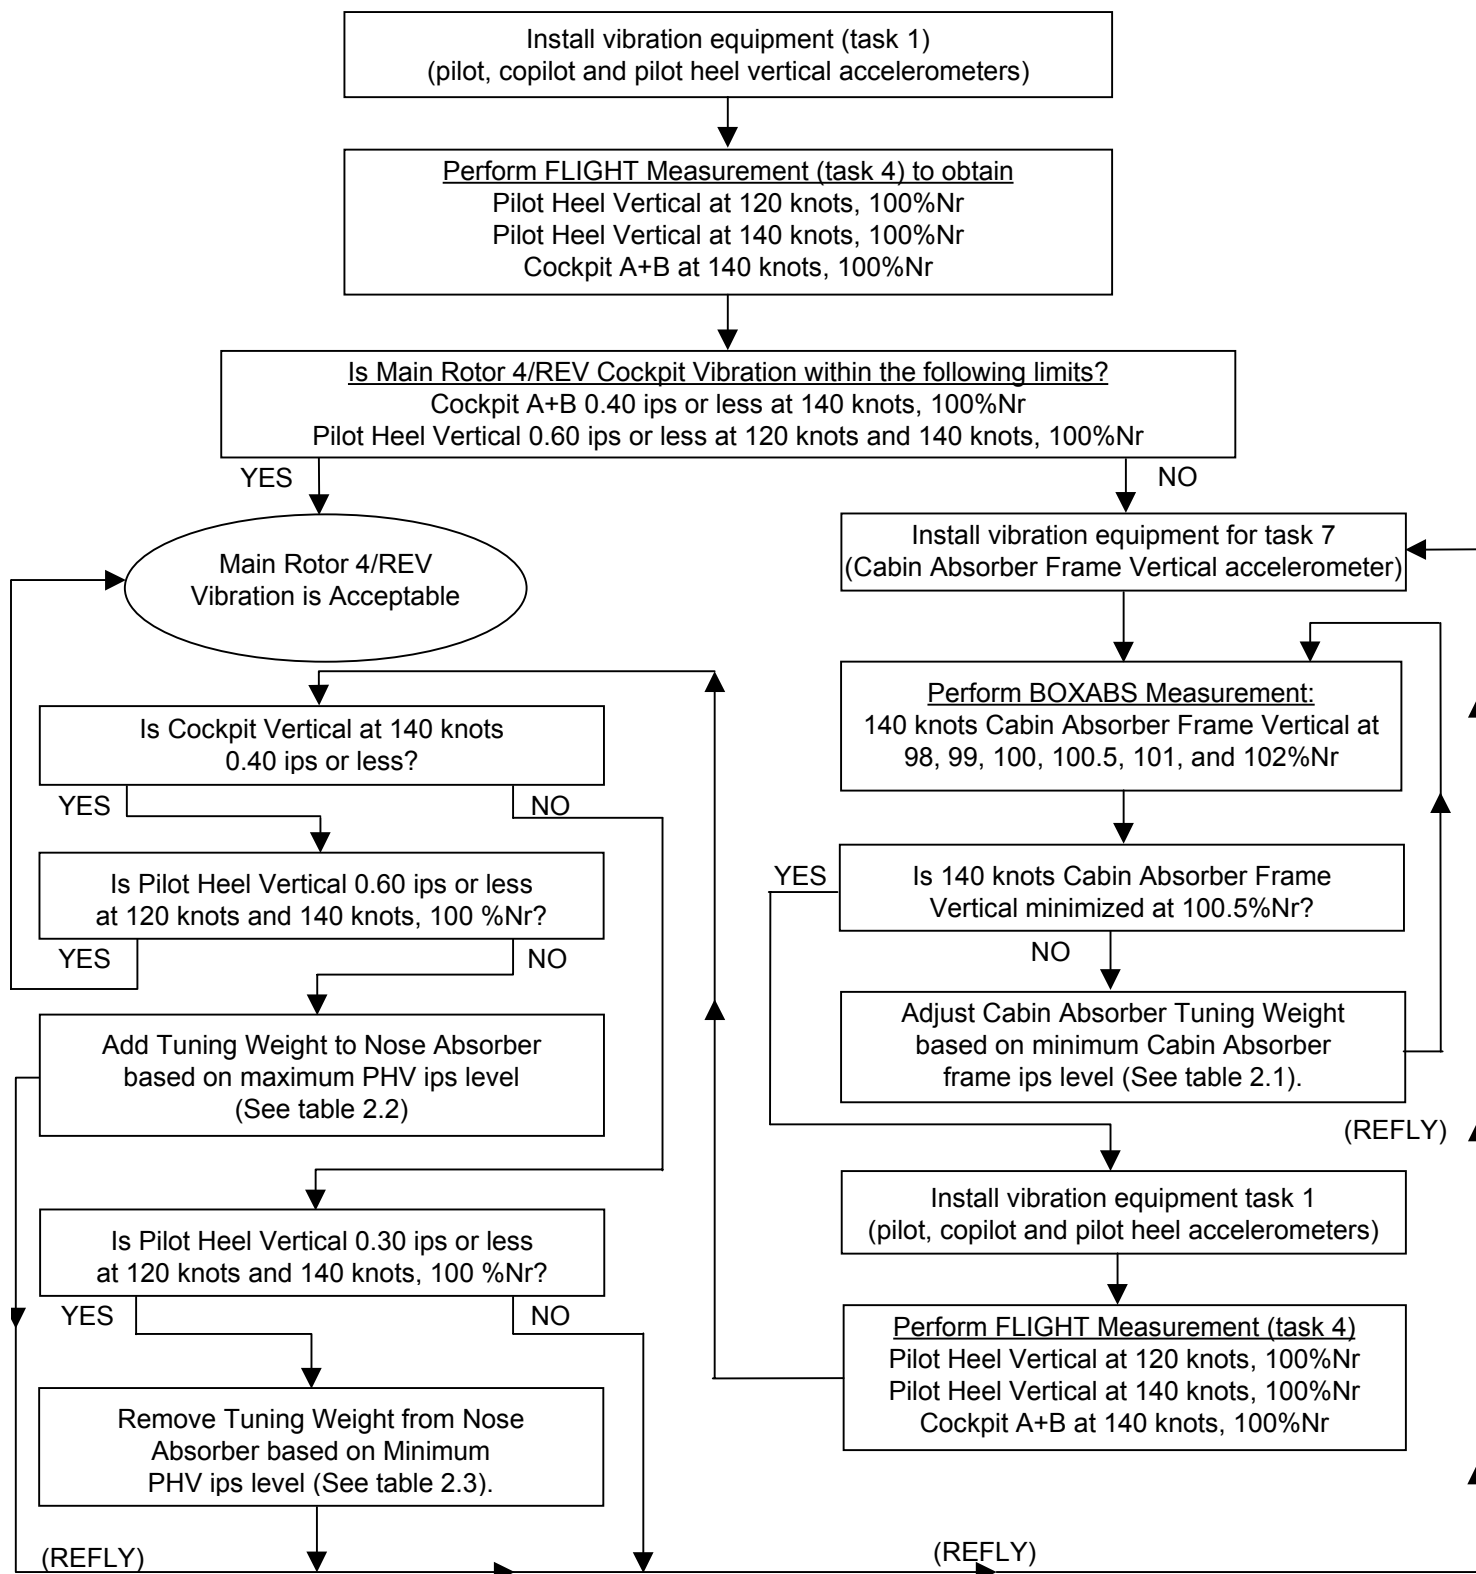 Install vibration equipment (task 1)
(pilot, copilot and pilot heel vertical accelerometers)
Perform FLIGHT Measurement (task 4) to obtain
Pilot Heel Vertical at 120 knots, 100%Nr
Pilot Heel Vertical at 140 knots, 100%Nr
Cockpit A+B at 140 knots, 100%Nr
Is Main Rotor 4/REV Cockpit Vibration within the following limits?
Cockpit A+B 0.40 ips or less at 140 knots, 100%Nr
Pilot Heel Vertical 0.60 ips or less at 120 knots and 140 knots, 100%Nr
YES
NO
Main Rotor 4/REV
Vibration is Acceptable
Install vibration equipment for task 7
(Cabin Absorber Frame Vertical accelerometer)
Perform BOXABS Measurement:
140 knots Cabin Absorber Frame Vertical at
98, 99, 100, 100.5, 101, and 102%Nr
Is Cockpit Vertical at 140 knots
0.40 ips or less?
YES
NO
Is Pilot Heel Vertical 0.60 ips or less
at 120 knots and 140 knots, 100 %Nr?
YES
NO
YES
Is 140 knots Cabin Absorber Frame
Vertical minimized at 100.5%Nr?
NO
Add Tuning Weight to Nose Absorber
based on maximum PHV ips level
(See table 2.2)
Adjust Cabin Absorber Tuning Weight
based on minimum Cabin Absorber
frame ips level (See table 2.1).
(REFLY)
Is Pilot Heel Vertical 0.30 ips or less
at 120 knots and 140 knots, 100 %Nr?
YES
NO
Install vibration equipment task 1
(pilot, copilot and pilot heel accelerometers)
Perform FLIGHT Measurement (task 4)
Pilot Heel Vertical at 120 knots, 100%Nr
Pilot Heel Vertical at 140 knots, 100%Nr
Cockpit A+B at 140 knots, 100%Nr
Remove Tuning Weight from Nose
Absorber based on Minimum
PHV ips level (See table 2.3).
(REFLY)
(REFLY)